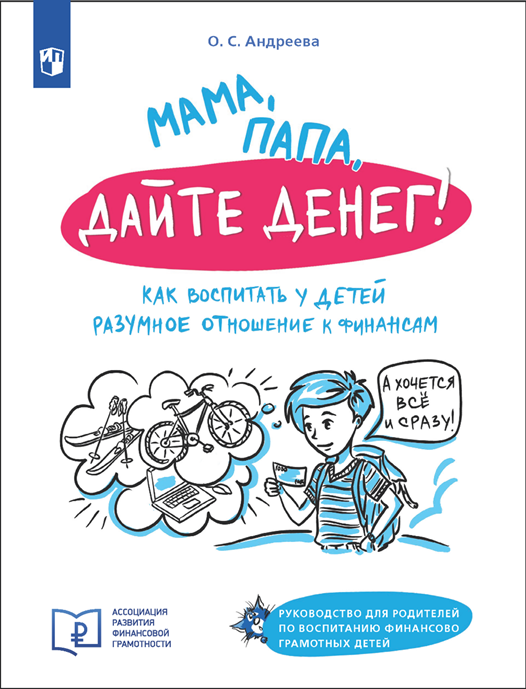 О. С. Андреева
МАМА,
ПАПА,
ДАЙТЕ ДЕНЕГ!
КАК ВОСПИТАТЬ У ДЕТЕЙ
РАЗУМНОЕ ОТНОШЕНИЕ К ФИНАНСАМ
А ХОЧЕТСЯ
ВСЁ
И СРАЗУ!
АССОЦИАЦИЯ
РАЗВИТИЯ
ФИНАНСОВОЙ
ГРАМОТНОСТИ
РУКОВОДСТВО ДЛЯ РОДИТЕЛЕЙ
ПО ВОСПИТАНИЮ ФИНАНСОВО
ГРАМОТНЫХ ДЕТЕЙ